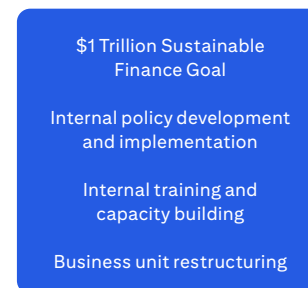 $1 Trillion Sustainable
Finance Goal
Internal policy development
and implementation
Internal training and
capacity building
Business unit restructuring